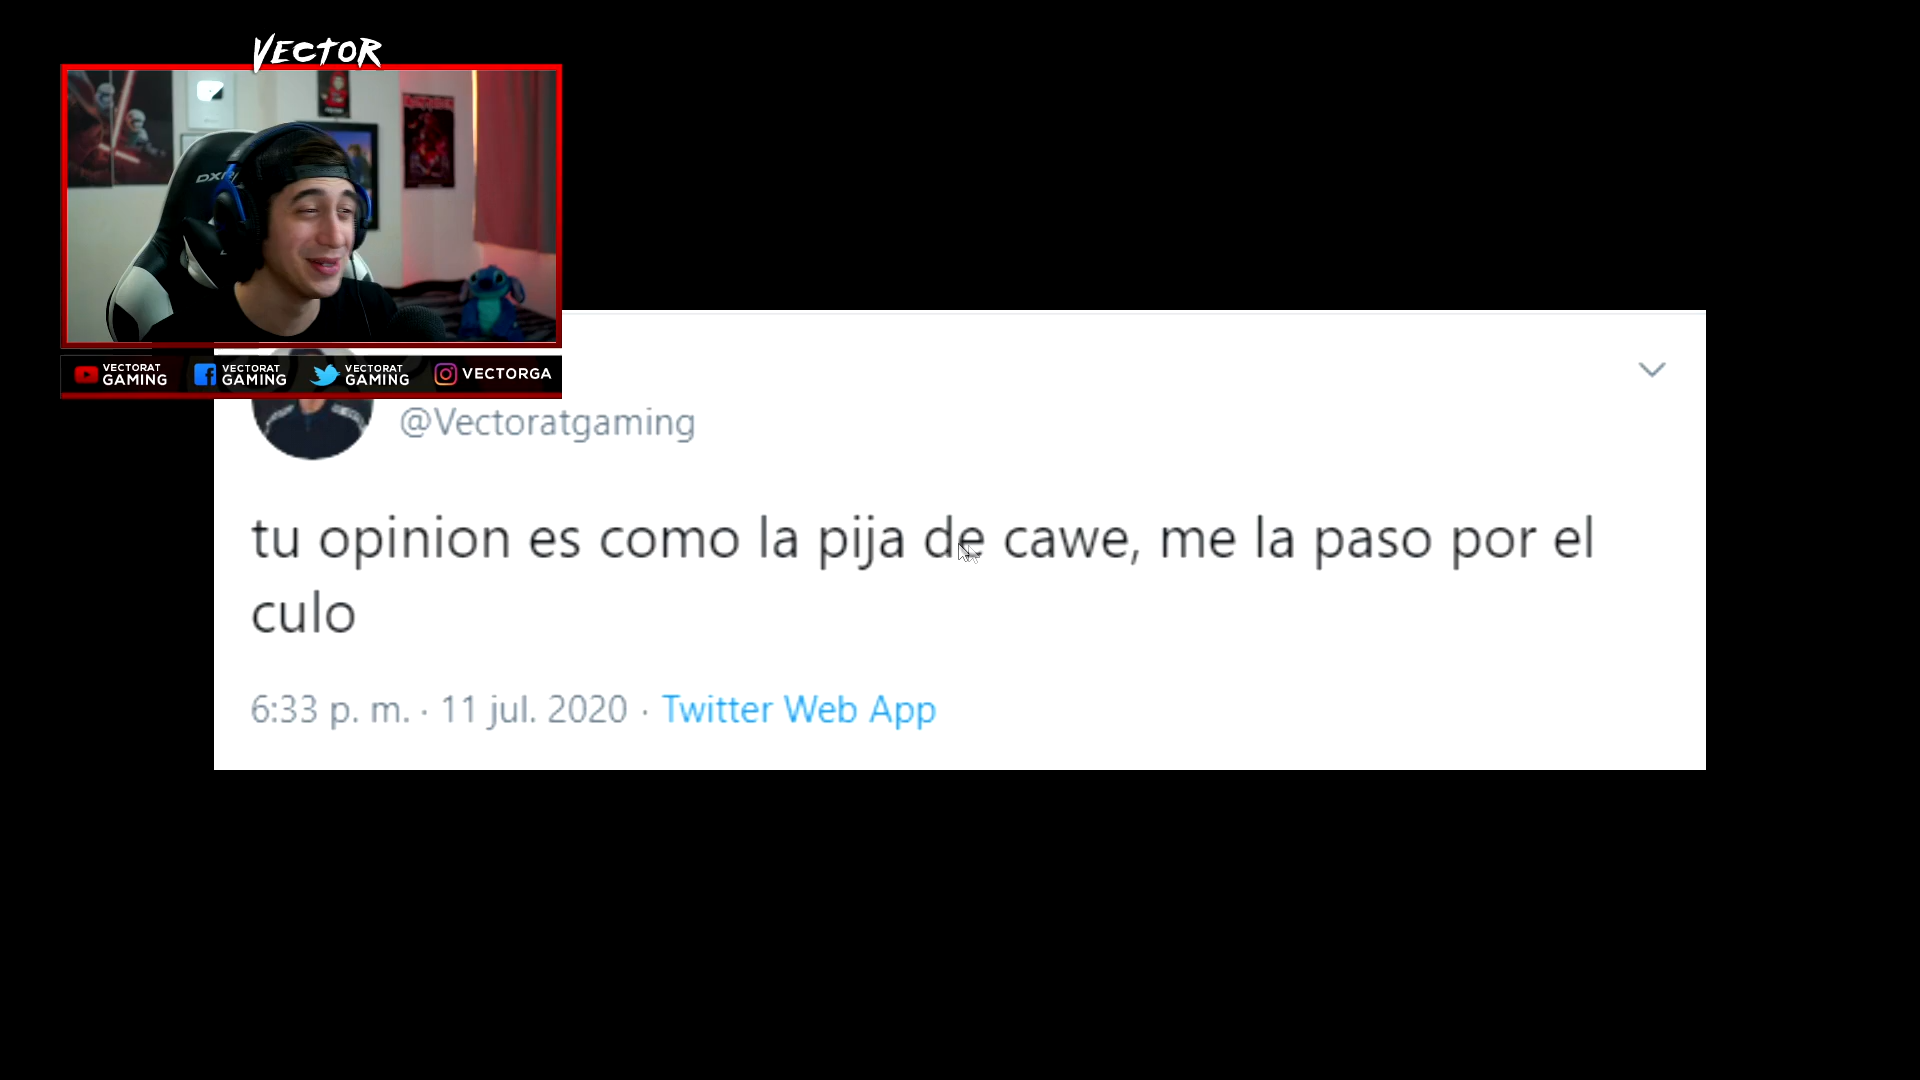 VECTOR
DXR
VECTORAT GAMING
VECTORAT GAMING
VECTORAT GAMING
VECTORGA
@Vectoratgaming
tu opinion es como la pija de cawe, me la paso por el
culo
6:33 p. m. · 11 jul. 2020 · Twitter Web App